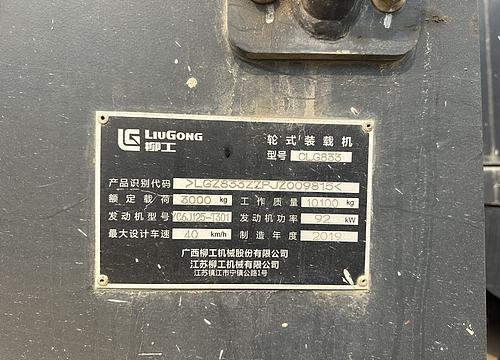 LIUGONG
柳工
轮式装载机
型号 CLG833
产品识别代码 >LGZ833ZZPJZ009815<
额定载荷 3000 kg 工作质量 10100 kg
发动机型号 YC6J125-T301 发动机功率 92 kW
最大设计车速 40 km/h 制造年度 2019
广西柳工机械股份有限公司
江苏柳工机械有限公司
江苏镇江市宁镇公路1号